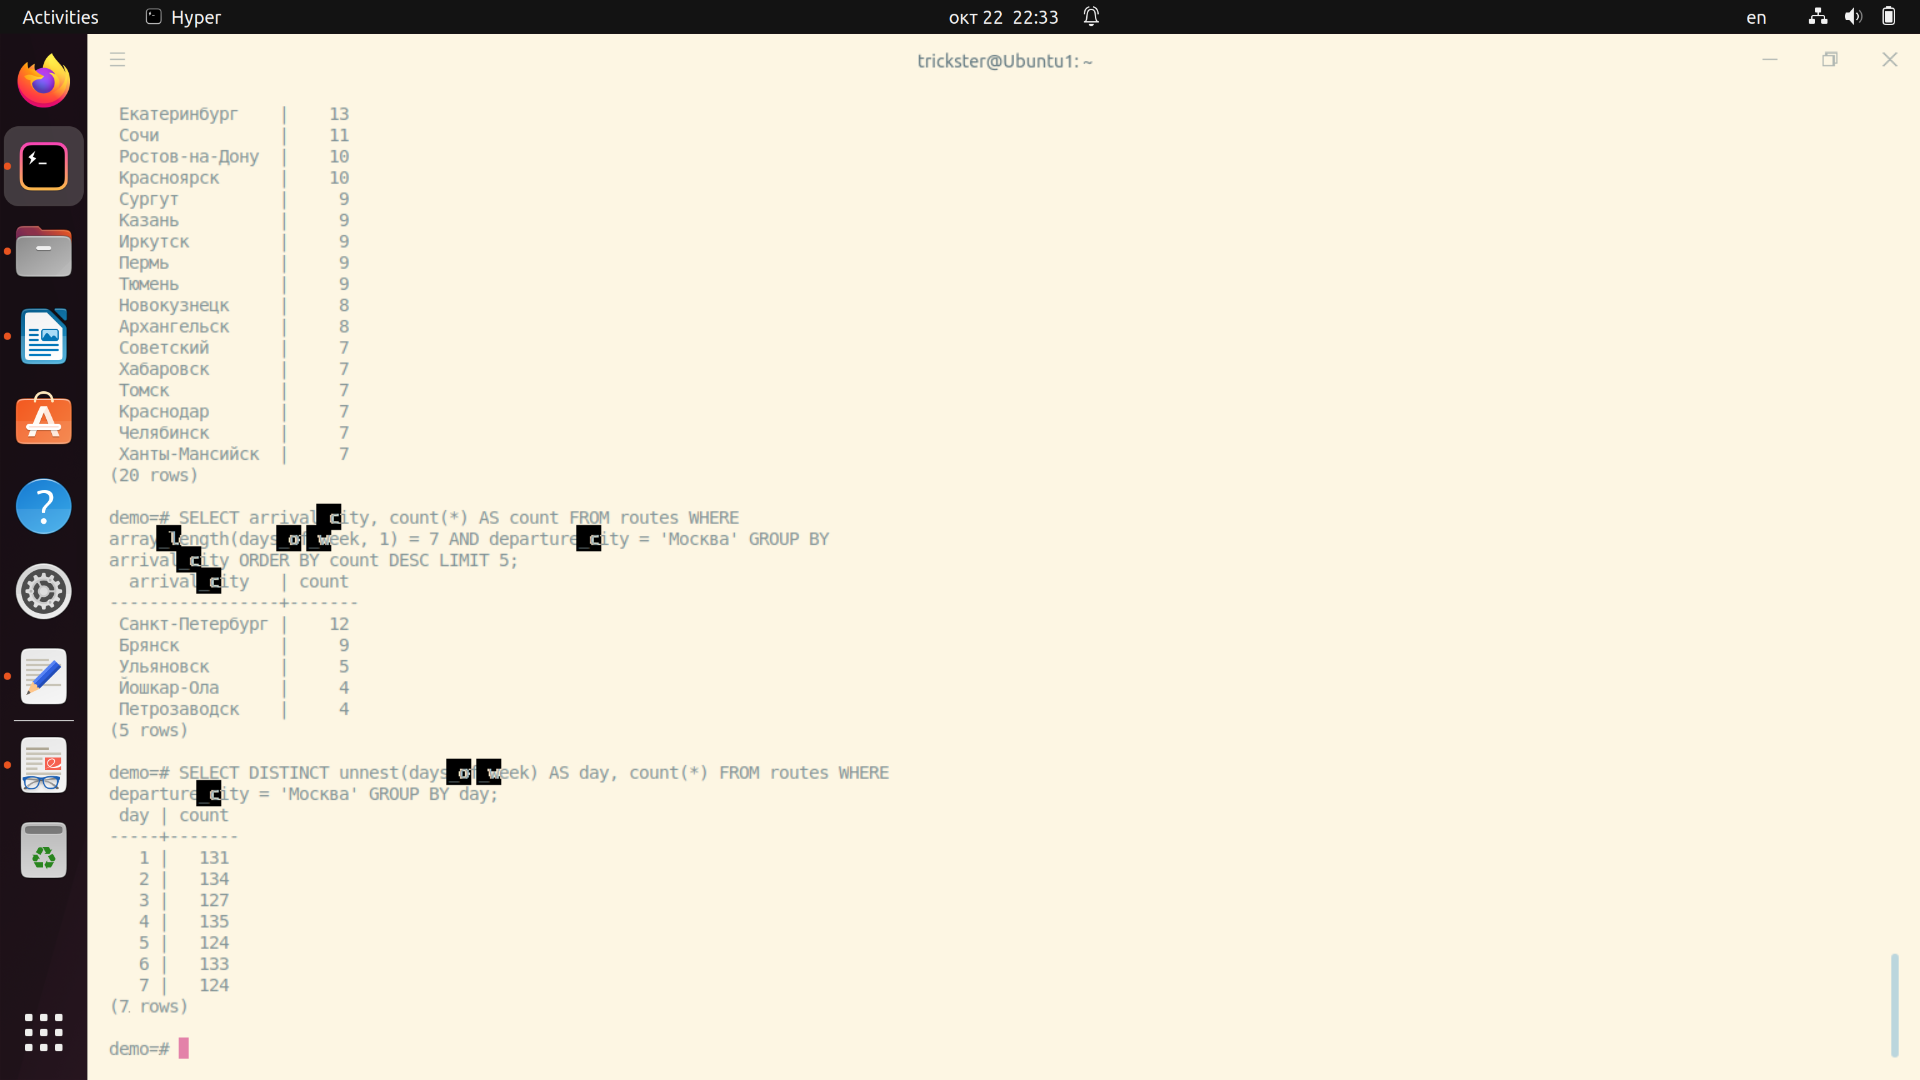 Activities Hyper окт 22 22:33 en
trickster@Ubuntu1: ~
Екатеринбург | 13
Сочи | 11
Ростов-на-Дону | 10
Красноярск | 10
Сургут | 9
Казань | 9
Иркутск | 9
Пермь | 9
Тюмень | 9
Новокузнецк | 8
Архангельск | 8
Советский | 7
Хабаровск | 7
Томск | 7
Краснодар | 7
Челябинск | 7
Ханты-Мансийск | 7
(20 rows)
demo=# SELECT arrival_city, count(*) AS count FROM routes WHERE
array_length(days_of_week, 1) = 7 AND departure_city = 'Москва' GROUP BY
arrival_city ORDER BY count DESC LIMIT 5;
arrival_city | count
-----------------+-------
Санкт-Петербург | 12
Брянск | 9
Ульяновск | 5
Йошкар-Ола | 4
Петрозаводск | 4
(5 rows)
demo=# SELECT DISTINCT unnest(days_of_week) AS day, count(*) FROM routes WHERE
departure_city = 'Москва' GROUP BY day;
day | count
-----+-------
1 | 131
2 | 134
3 | 127
4 | 135
5 | 124
6 | 133
7 | 124
(7 rows)
demo=#